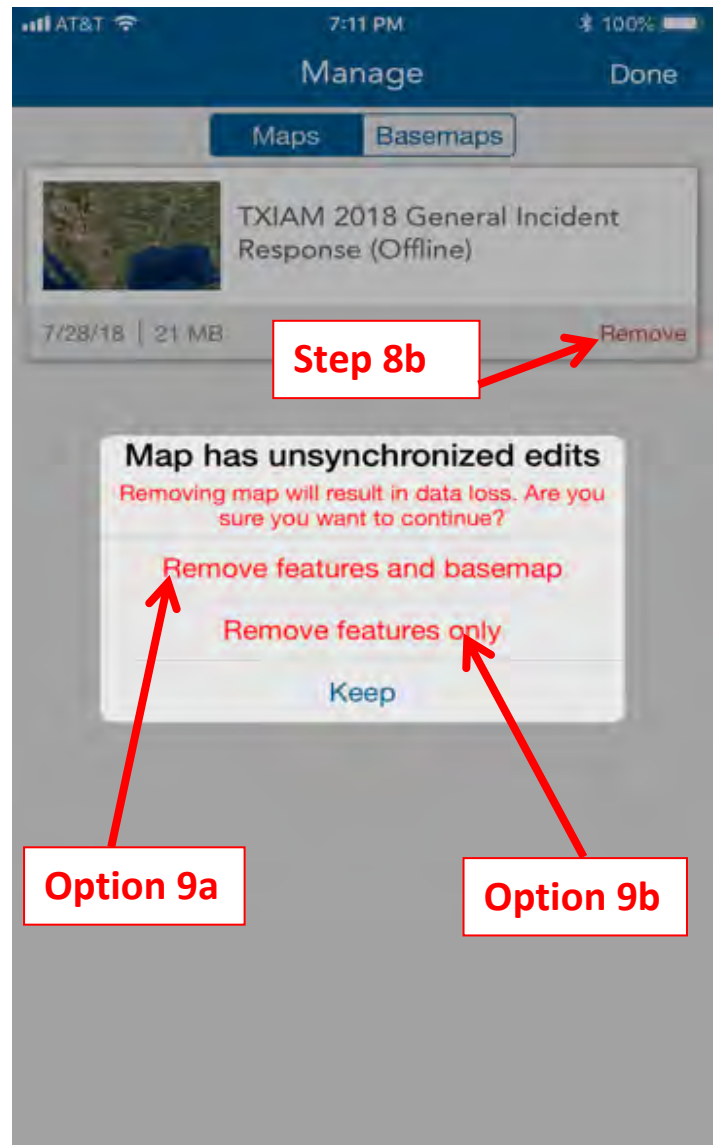 AT&T 7:11 PM 100%
Manage Done
Maps Basemaps
TXIAM 2018 General Incident
Response (Offline)
7/28/18 | 21 MB Remove
Step 8b
Map has unsynchronized edits
Removing map will result in data loss. Are you
sure you want to continue?
Remove features and basemap
Remove features only
Keep
Option 9a
Option 9b